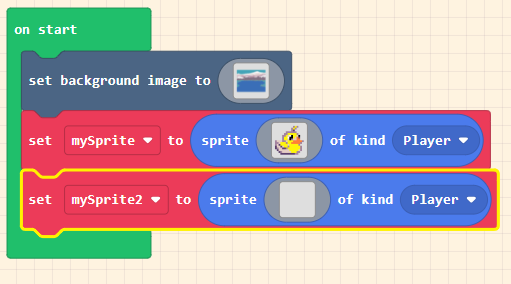 on start
set background image to
set mySprite to sprite of kind Player
set mySprite2 to sprite of kind Player